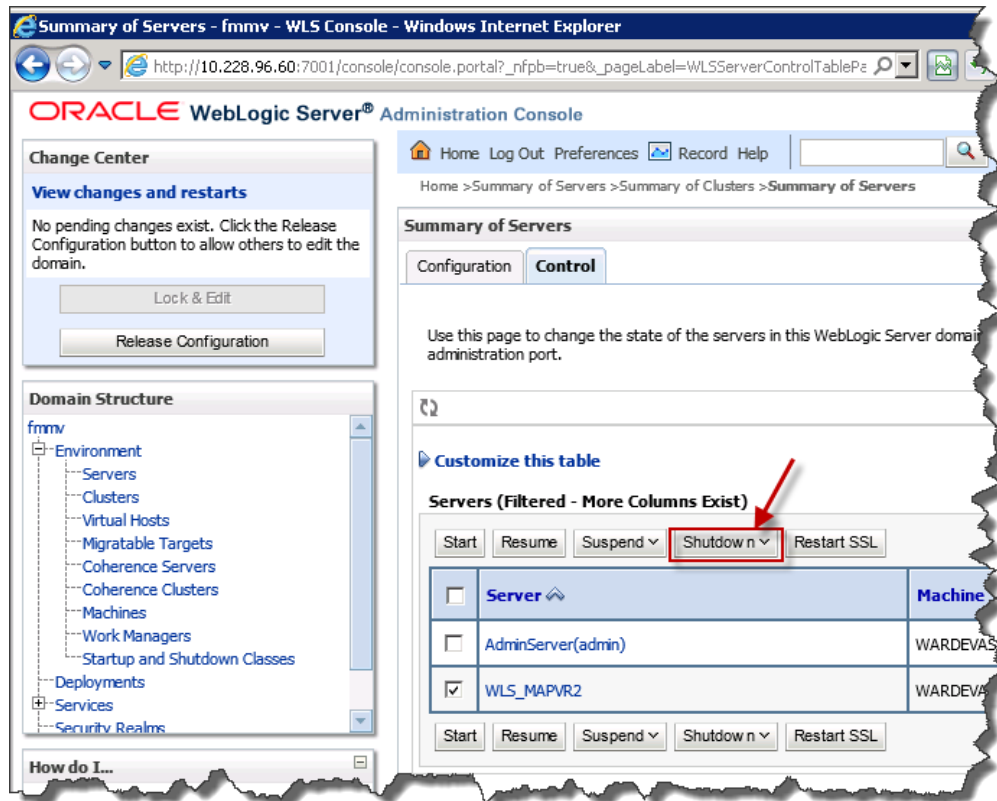 Summary of Servers - fmmv - WLS Console - Windows Internet Explorer
http://10.228.96.60:7001/console/console.portal?_nfpb=true&_pageLabel=WLSServerControlTablePa
ORACLE WebLogic Server® Administration Console
Change Center
View changes and restarts
No pending changes exist. Click the Release
Configuration button to allow others to edit the
domain.
Lock & Edit
Release Configuration
Domain Structure
fmmv
Environment
Servers
Clusters
Virtual Hosts
Migratable Targets
Coherence Servers
Coherence Clusters
Machines
Work Managers
Startup and Shutdown Classes
Deployments
Services
Security Realms
How do I...
Home Log Out Preferences Record Help
Home >Summary of Servers >Summary of Clusters >Summary of Servers
Summary of Servers
Configuration Control
Use this page to change the state of the servers in this WebLogic Server domain
administration port.
Customize this table
Servers (Filtered - More Columns Exist)
Start Resume Suspend Shutdown Restart SSL
Server Machine
AdminServer(admin) WARDEVAS
WLS_MAPVR2 WARDEVA
Start Resume Suspend Shutdown Restart SSL